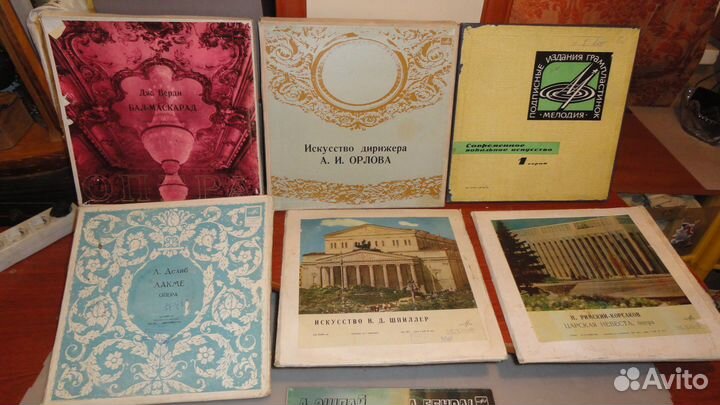 Дж. Верди
БАЛ-МАСКАРАД
ОПЕРА
Искусство дирижера
А. И. ОРЛОВА
ПОДПИСНЫЕ ИЗДАНИЯ ГРАМПЛАСТИНОК
• МЕЛОДИЯ •
Современное
вокальное искусство
1 серия
Л. Делиб
ЛАКМЕ
ОПЕРА
ИСКУССТВО Н. Д. ШПИЛЛЕР
Н. РИМСКИЙ-КОРСАКОВ
ЦАРСКАЯ НЕВЕСТА, опера
А. ЭШПАЙ
Avito